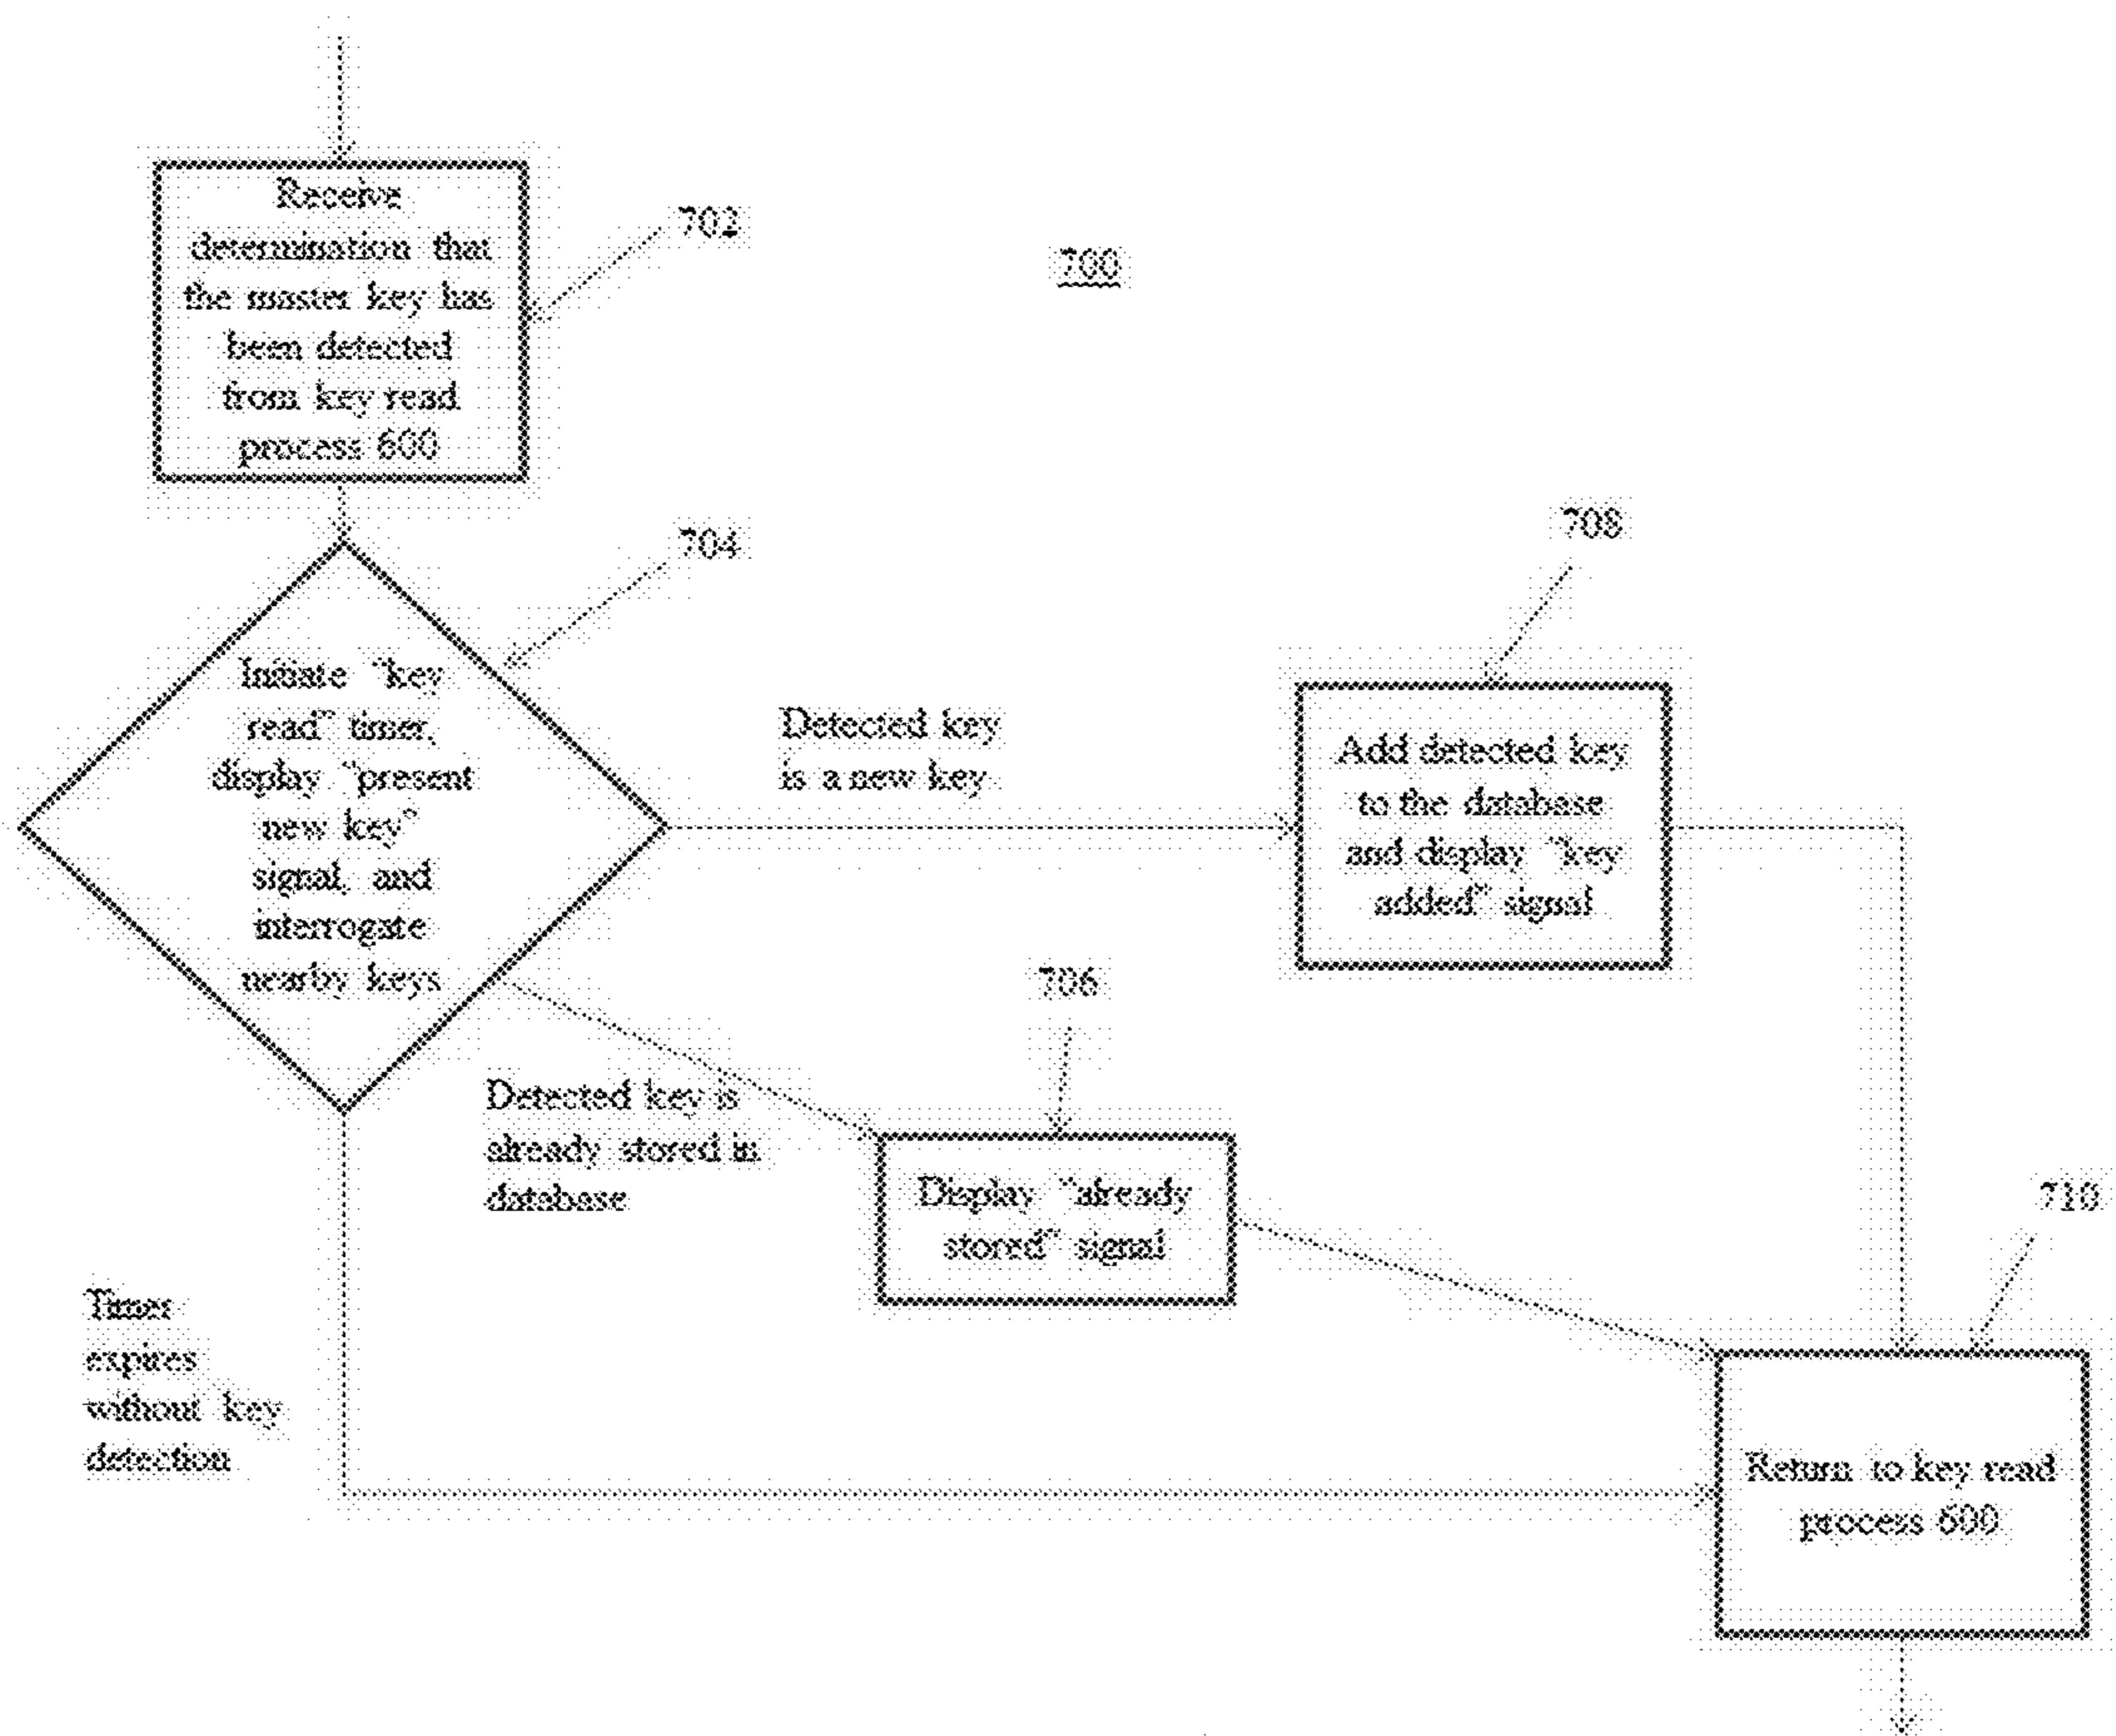 Receive
determination that
the master key has
been detected
from key read
process 600
702
700
704
Initiate "key
read" timer,
display "present
new key"
signal, and
interrogate
nearby keys
Detected key
is a new key
708
Add detected key
to the database
and display "key
added" signal
706
Detected key is
already stored in
database
Display "already
stored" signal
710
Timer
expires
without key
detection
Return to key read
process 600